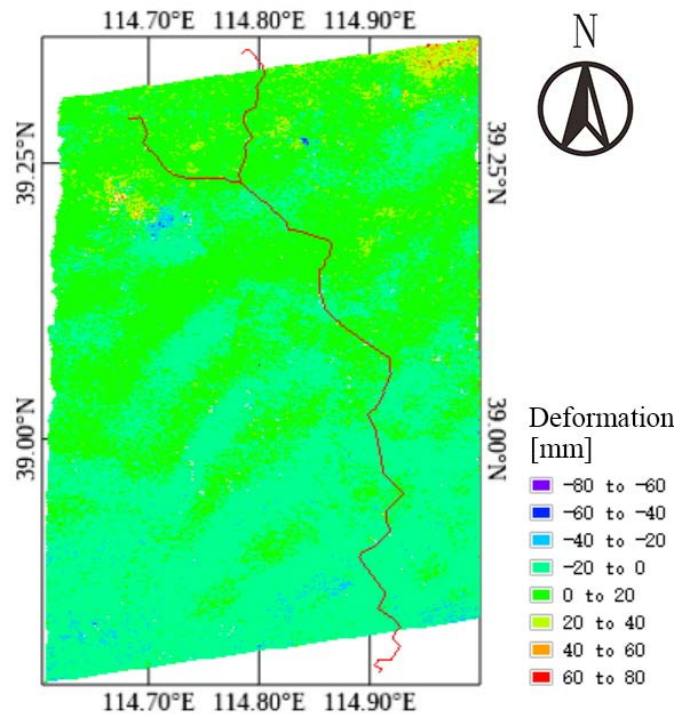 114.70°E 114.80°E 114.90°E
N
39.25°N
39.25°N
39.00°N
39.00°N
Deformation
[mm]
-80 to -60
-60 to -40
-40 to -20
-20 to 0
0 to 20
20 to 40
40 to 60
60 to 80
114.70°E 114.80°E 114.90°E